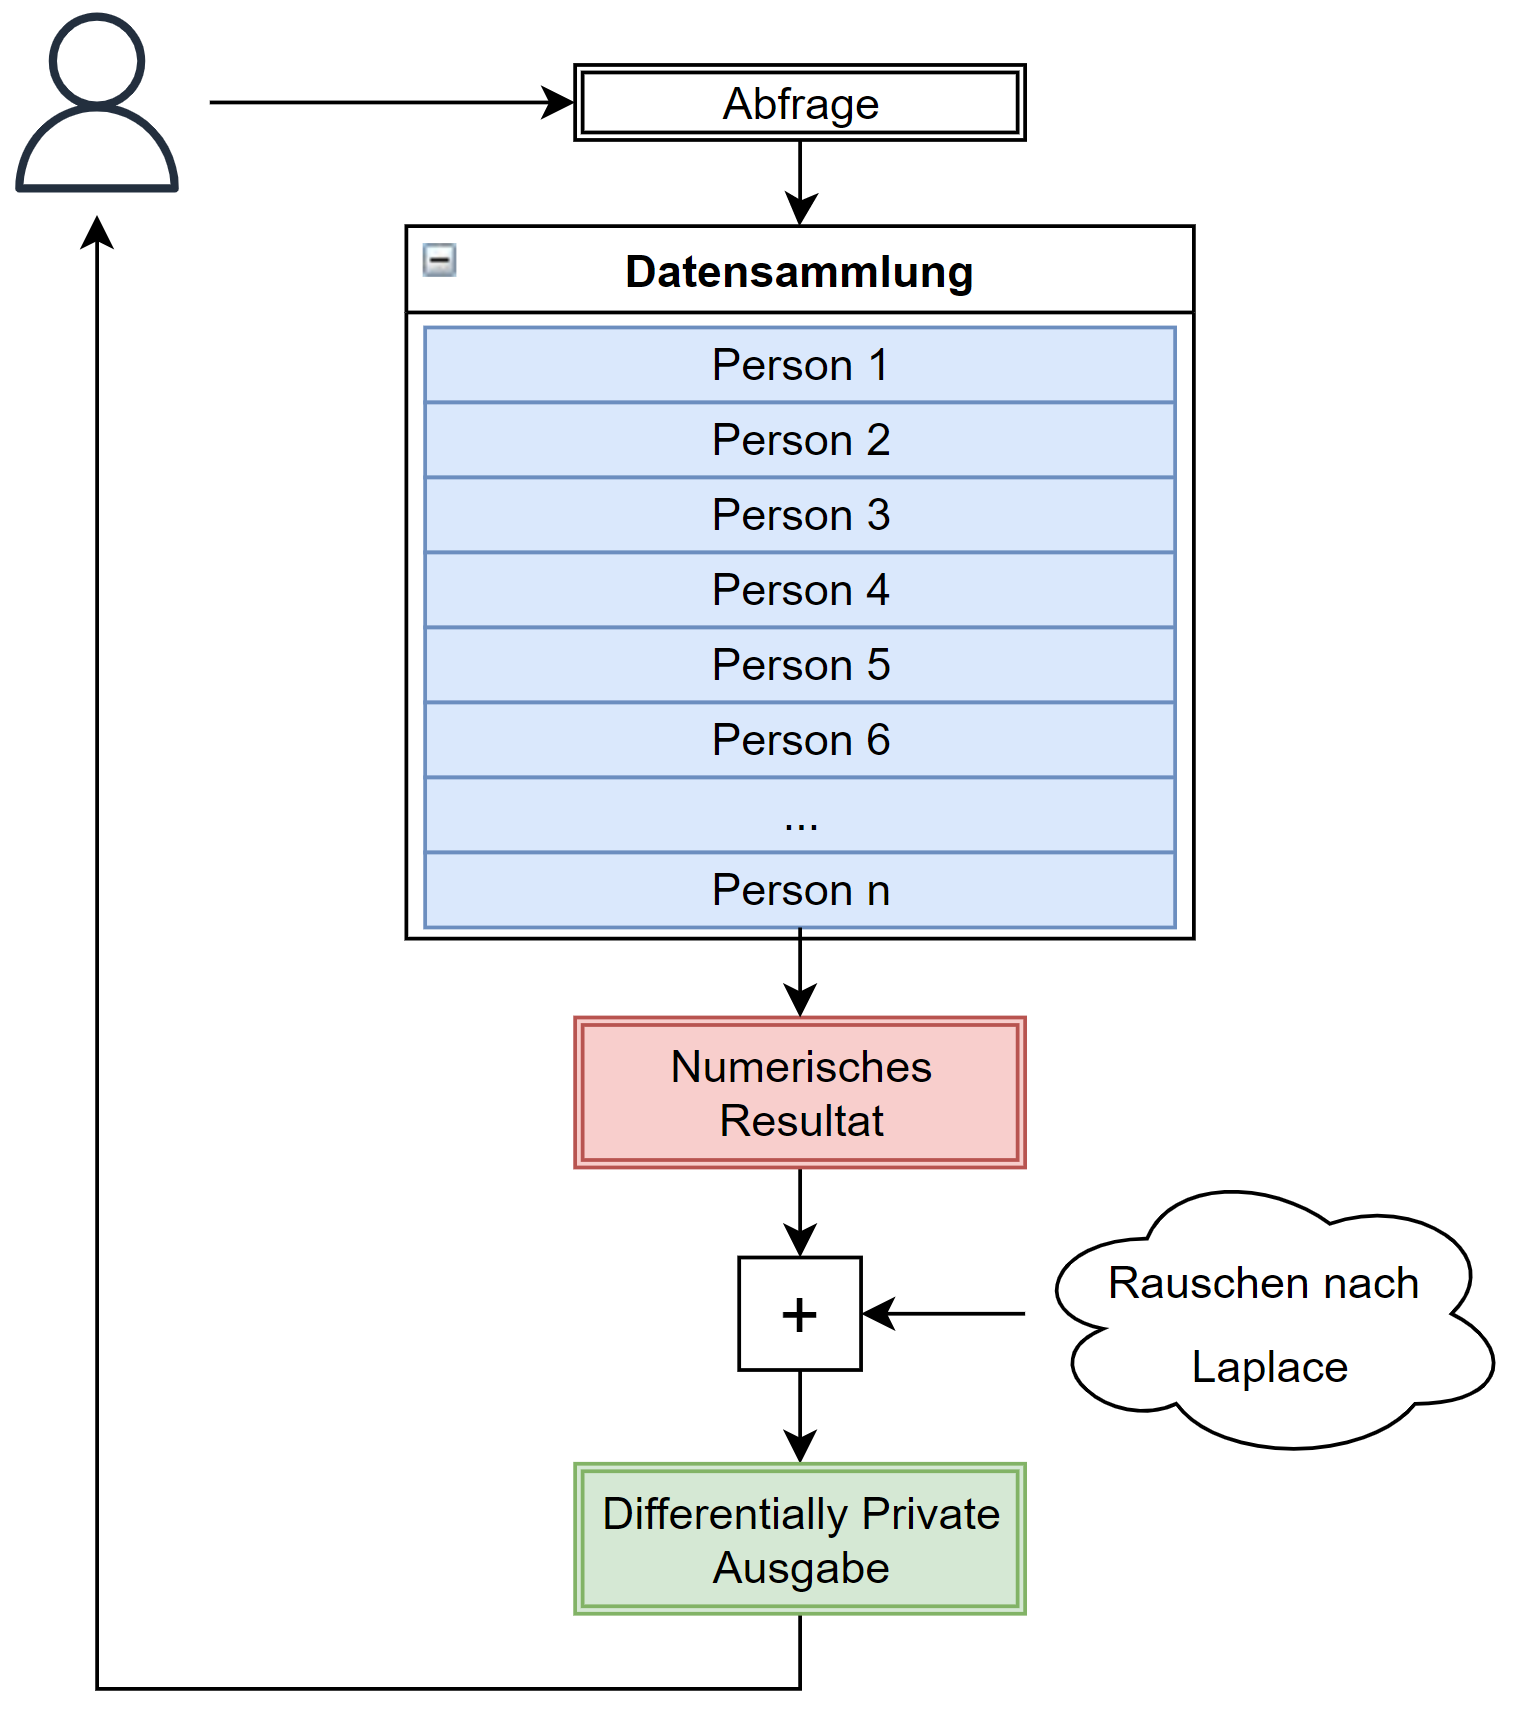 Abfrage
Datensammlung
Person 1
Person 2
Person 3
Person 4
Person 5
Person 6
...
Person n
Numerisches
Resultat
+
Rauschen nach
Laplace
Differentially Private
Ausgabe